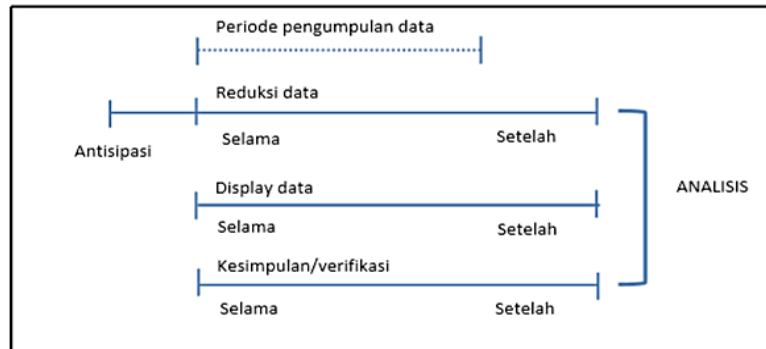 Periode pengumpulan data
Reduksi data
Antisipasi
Selama
Setelah
Display data
ANALISIS
Selama
Setelah
Kesimpulan/verifikasi
Selama
Setelah